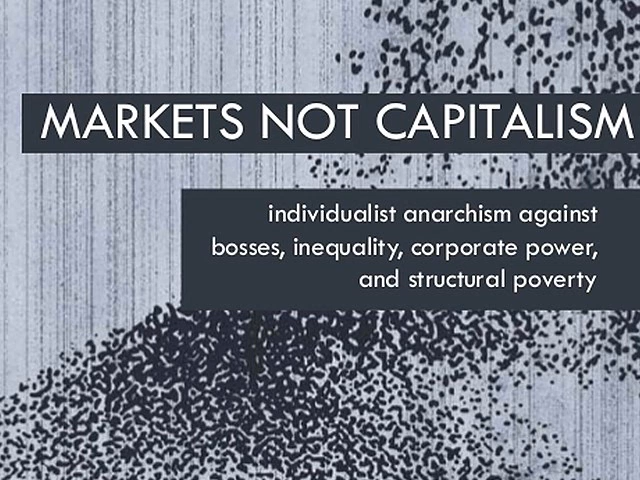 MARKETS NOT CAPITALISM
individualist anarchism against
bosses, inequality, corporate power,
and structural poverty